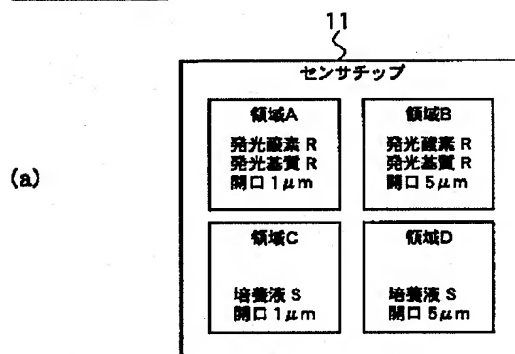 11
センサチップ
(a)
領域A
発光酸素 R
発光基質 R
開口 1μm
領域B
発光酸素 R
発光基質 R
開口 5μm
領域C
培養液 S
開口 1μm
領域D
培養液 S
開口 5μm